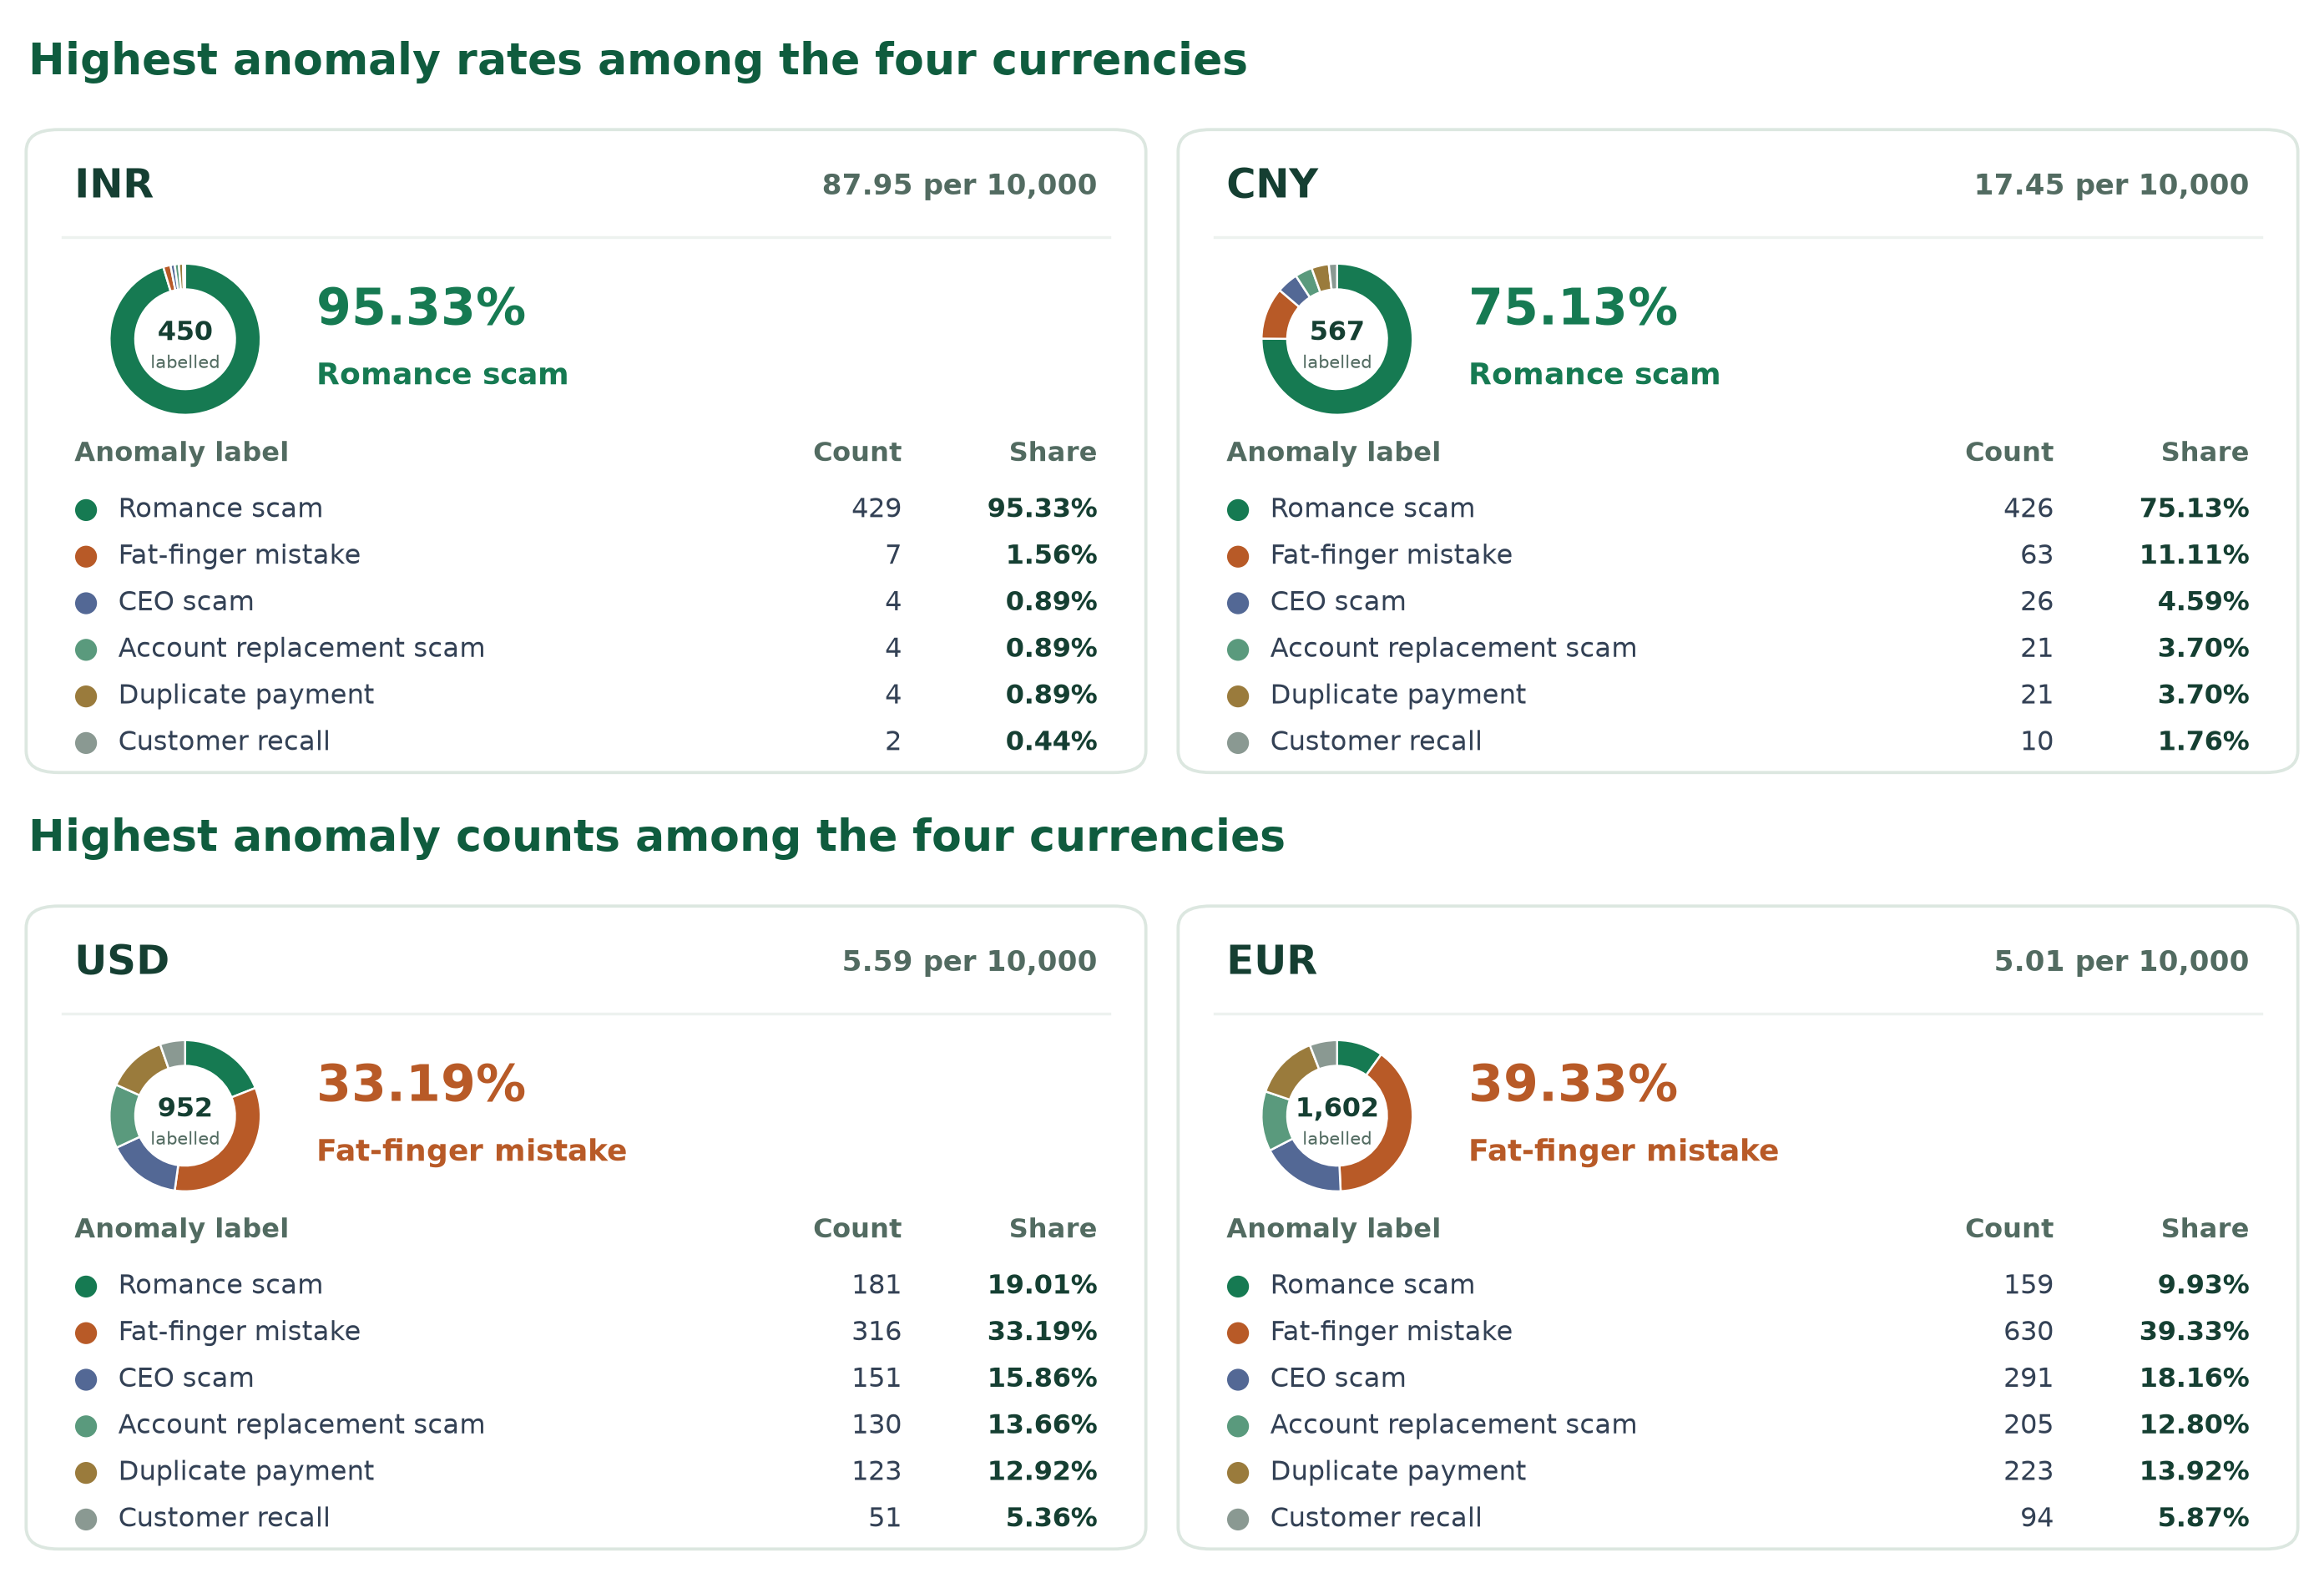 Highest anomaly rates among the four currencies
INR 87.95 per 10,000
450
labelled
95.33%
Romance scam
Anomaly label Count Share
Romance scam 429 95.33%
Fat-finger mistake 7 1.56%
CEO scam 4 0.89%
Account replacement scam 4 0.89%
Duplicate payment 4 0.89%
Customer recall 2 0.44%
CNY 17.45 per 10,000
567
labelled
75.13%
Romance scam
Anomaly label Count Share
Romance scam 426 75.13%
Fat-finger mistake 63 11.11%
CEO scam 26 4.59%
Account replacement scam 21 3.70%
Duplicate payment 21 3.70%
Customer recall 10 1.76%
Highest anomaly counts among the four currencies
USD 5.59 per 10,000
952
labelled
33.19%
Fat-finger mistake
Anomaly label Count Share
Romance scam 181 19.01%
Fat-finger mistake 316 33.19%
CEO scam 151 15.86%
Account replacement scam 130 13.66%
Duplicate payment 123 12.92%
Customer recall 51 5.36%
EUR 5.01 per 10,000
1,602
labelled
39.33%
Fat-finger mistake
Anomaly label Count Share
Romance scam 159 9.93%
Fat-finger mistake 630 39.33%
CEO scam 291 18.16%
Account replacement scam 205 12.80%
Duplicate payment 223 13.92%
Customer recall 94 5.87%